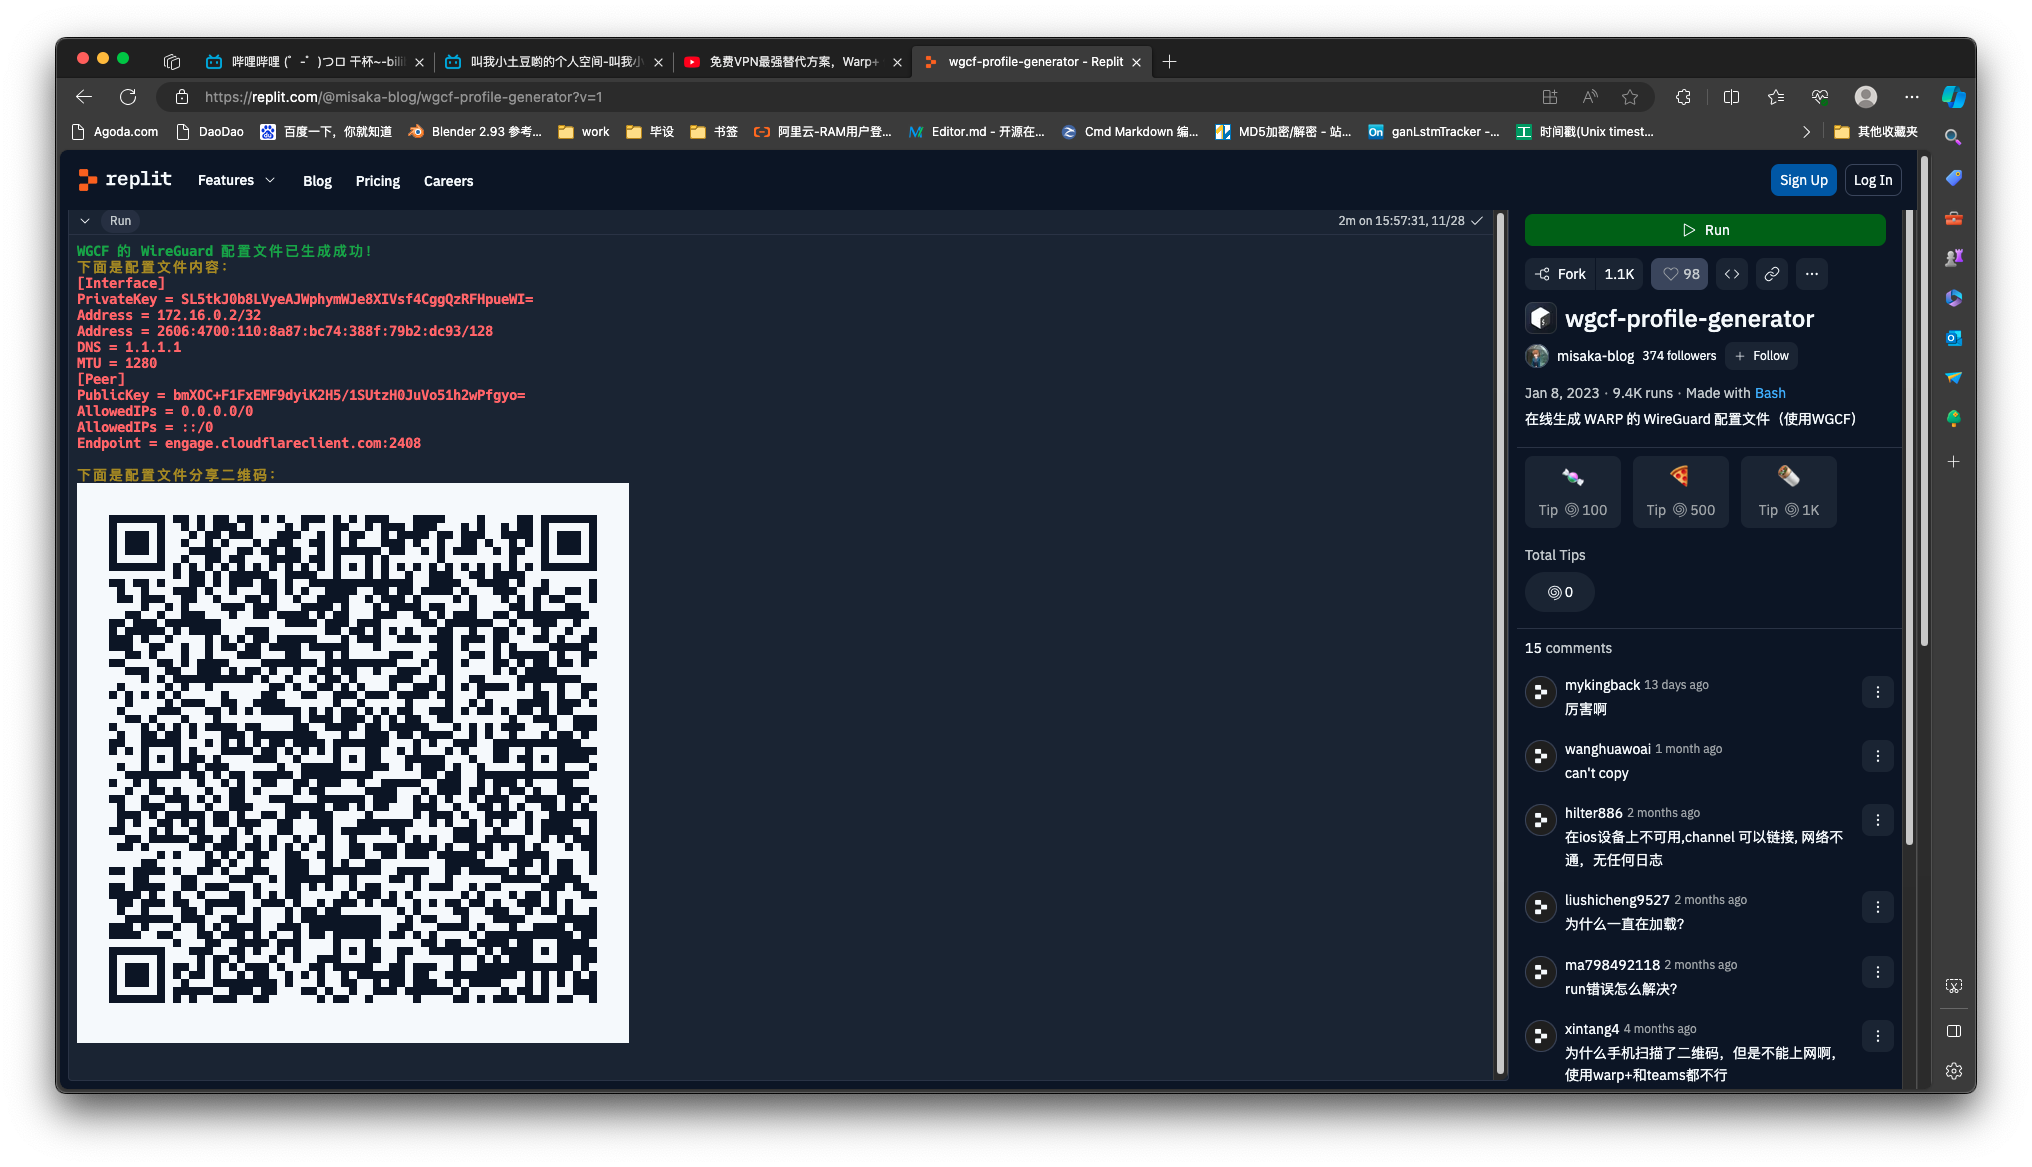 哔哩哔哩 (゜-゜)つロ 干杯~-bili
叫我小土豆哟的个人空间-叫我小
免费VPN最强替代方案，Warp+
wgcf-profile-generator - Replit
https://replit.com/@misaka-blog/wgcf-profile-generator?v=1
Agoda.com
DaoDao
百度一下，你就知道
Blender 2.93 参考...
work
毕设
书签
阿里云-RAM用户登...
Editor.md - 开源在...
Cmd Markdown 编...
MD5加密/解密 - 站...
On
ganLstmTracker -...
时间戳(Unix timest...
其他收藏夹
replit
Features
Blog
Pricing
Careers
Sign Up
Log In
Run
2m on 15:57:31, 11/28
WGCF 的 WireGuard 配置文件已生成成功!
下面是配置文件内容:
[Interface]
PrivateKey = SL5tkJ0b8LVyeAJWphymWJe8XIVsf4CggQzRFHpueWI=
Address = 172.16.0.2/32
Address = 2606:4700:110:8a87:bc74:388f:79b2:dc93/128
DNS = 1.1.1.1
MTU = 1280
[Peer]
PublicKey = bmXOC+F1FxEMF9dyiK2H5/1SUtzH0JuVo51h2wPfgyo=
AllowedIPs = 0.0.0.0/0
AllowedIPs = ::/0
Endpoint = engage.cloudflareclient.com:2408
下面是配置文件分享二维码:
Run
Fork
1.1K
98
wgcf-profile-generator
misaka-blog 374 followers
+ Follow
Jan 8, 2023 · 9.4K runs · Made with Bash
在线生成 WARP 的 WireGuard 配置文件（使用WGCF）
Tip 100
Tip 500
Tip 1K
Total Tips
0
15 comments
mykingback 13 days ago
厉害啊
wanghuawoai 1 month ago
can't copy
hilter886 2 months ago
在ios设备上不可用,channel 可以链接, 网络不
通，无任何日志
liushicheng9527 2 months ago
为什么一直在加载?
ma798492118 2 months ago
run错误怎么解决?
xintang4 4 months ago
为什么手机扫描了二维码，但是不能上网啊，
使用warp+和teams都不行